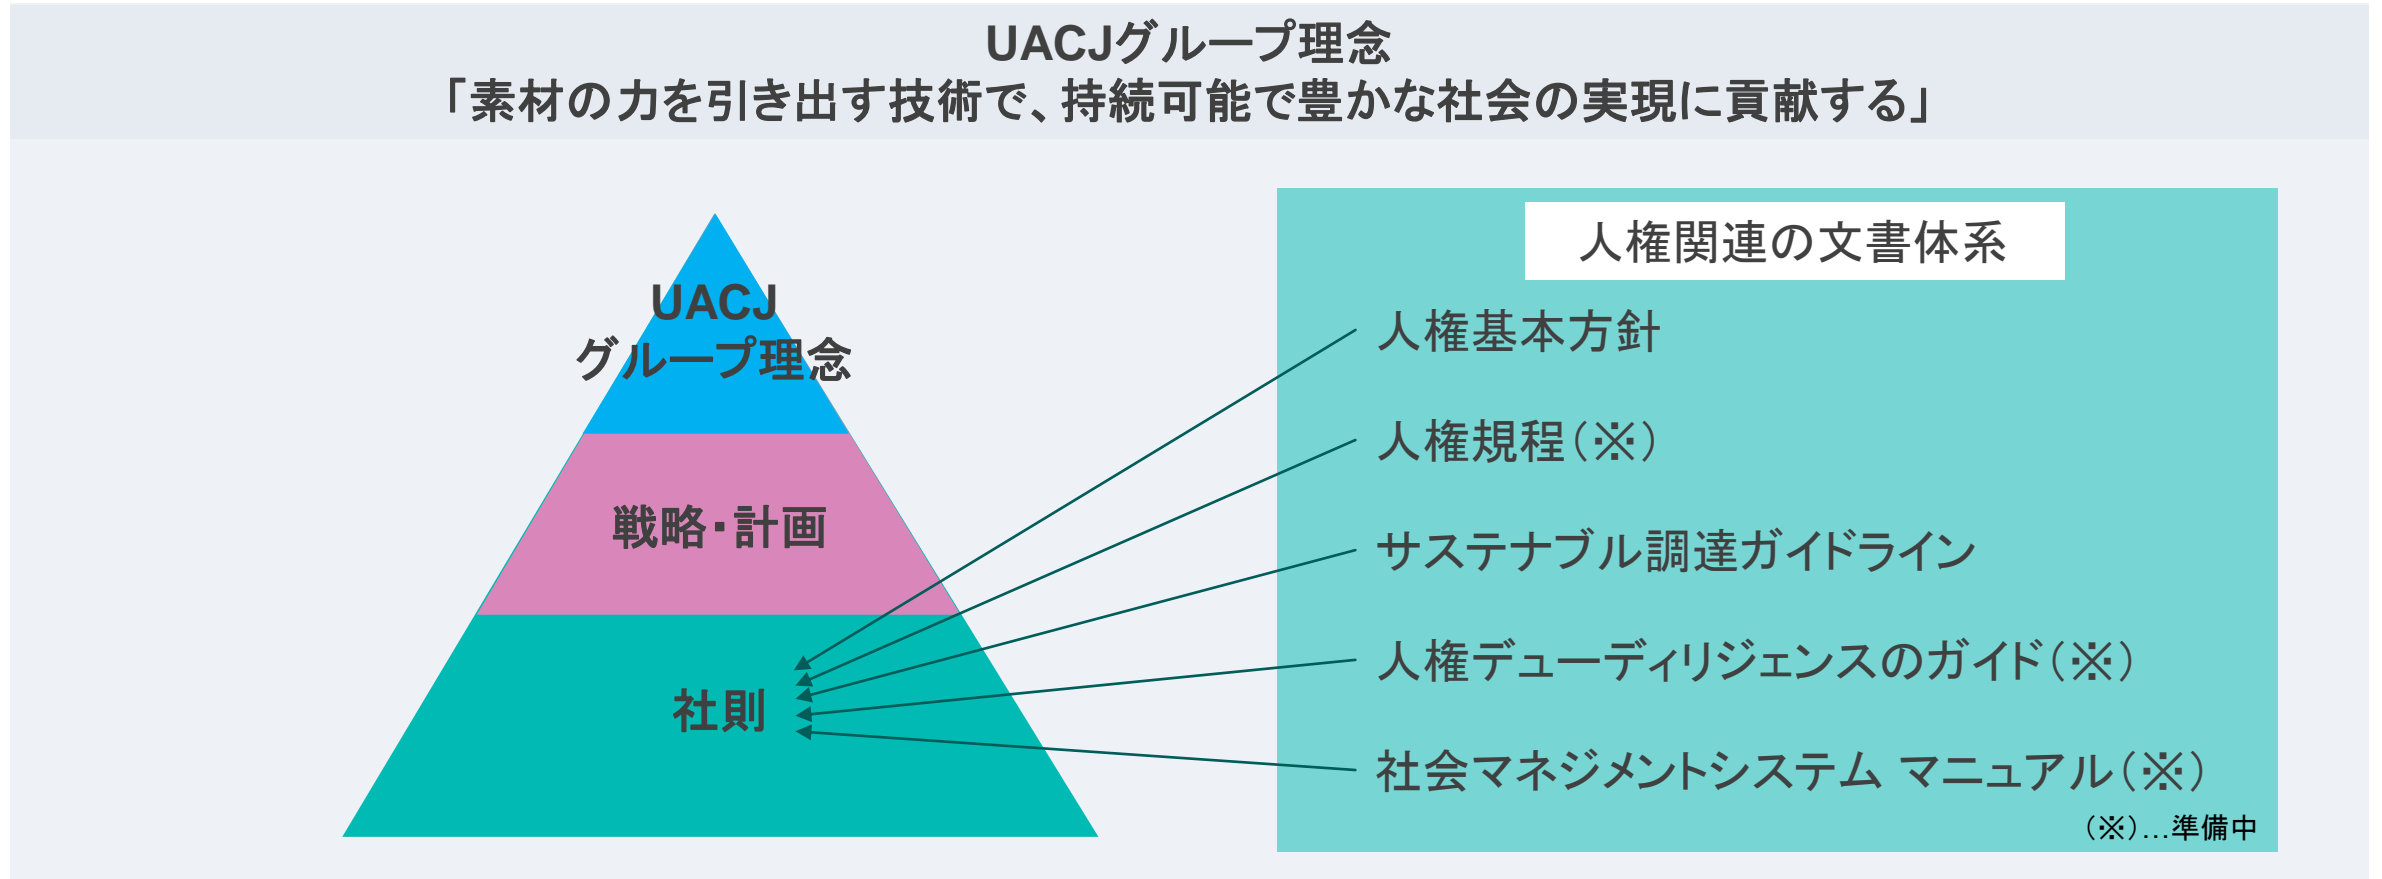 UACJグループ理念
「素材の力を引き出す技術で、持続可能で豊かな社会の実現に貢献する」
UACJ
グループ理念
戦略・計画
社則
人権関連の文書体系
人権基本方針
人権規程（※）
サステナブル調達ガイドライン
人権デューディリジェンスのガイド（※）
社会マネジメントシステム マニュアル（※）
（※）…準備中